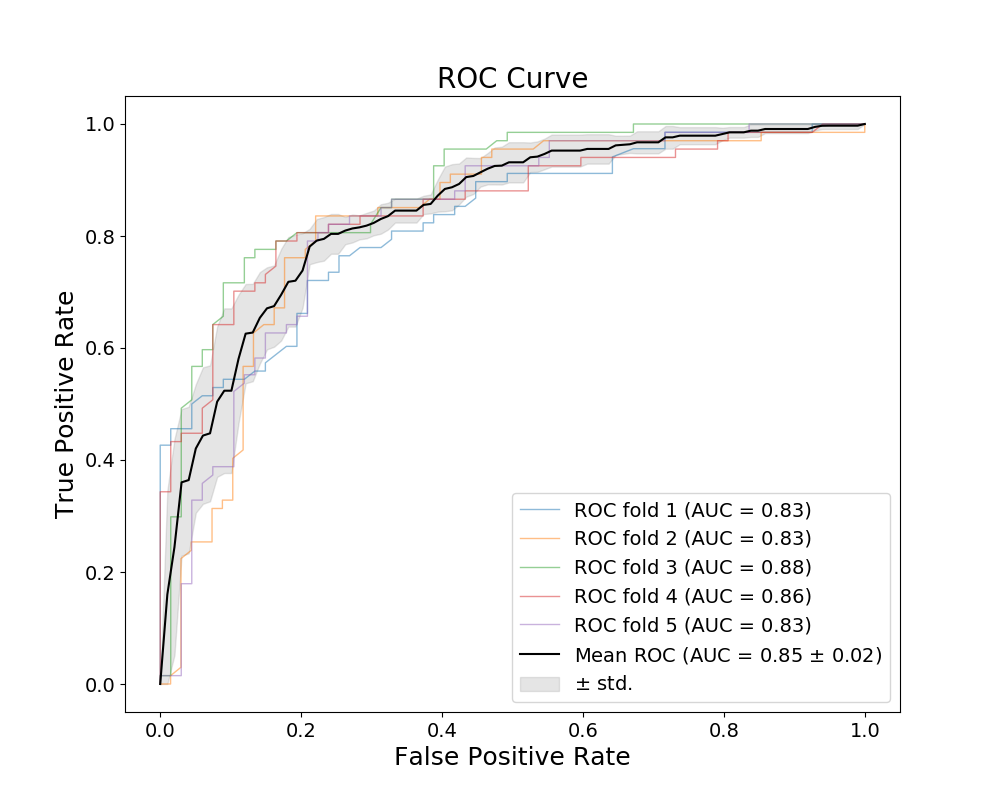 ROC Curve
1.0
0.8
0.6
0.4
0.2
0.0
True Positive Rate
0.0 0.2 0.4 0.6 0.8 1.0
False Positive Rate
ROC fold 1 (AUC = 0.83)
ROC fold 2 (AUC = 0.83)
ROC fold 3 (AUC = 0.88)
ROC fold 4 (AUC = 0.86)
ROC fold 5 (AUC = 0.83)
Mean ROC (AUC = 0.85 ± 0.02)
± std.